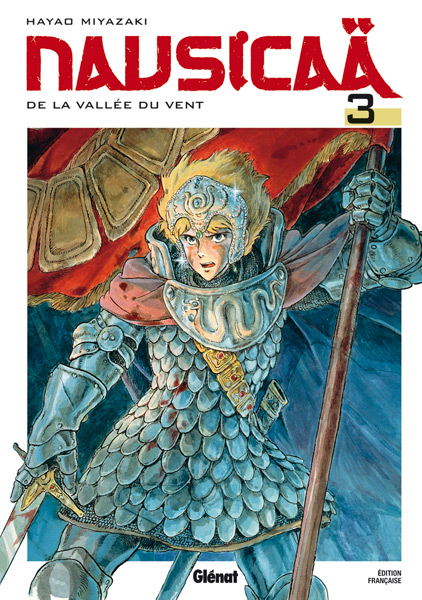 HAYAO MIYAZAKI
NAUSICAÄ
DE LA VALLÉE DU VENT
3
Glénat
ÉDITION
FRANÇAISE